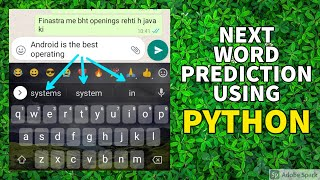 Finastra me bht openings rehti h java
ki
15:41
Android is the best
operating
systems system in
q w e r t y u i o p
a s d f g h j k l
z x c v b n m
NEXT
WORD
PREDICTION
USING
PYTHON
Adobe Spark